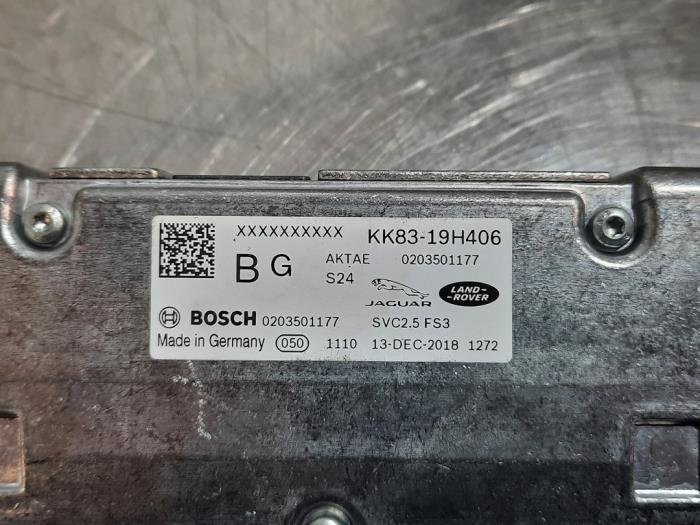 XXXXXXXXXX KK83-19H406
B G AKTAE 0203501177
S24
JAGUAR LAND-ROVER
BOSCH 0203501177 SVC2.5 FS3
Made in Germany 050 1110 13-DEC-2018 1272